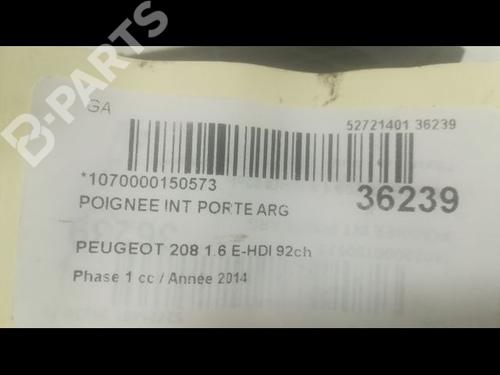 B-PARTS
GA
52721401 36239
*1070000150573
36239
POIGNEE INT PORTE ARG
PEUGEOT 208 1.6 E-HDI 92ch
Phase 1 cc / Année 2014